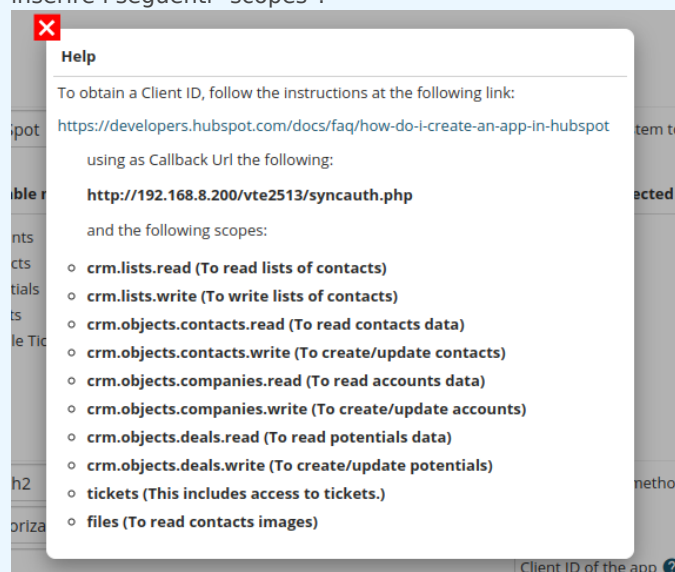 inserire i seguenti "scopes":
Help
To obtain a Client ID, follow the instructions at the following link:
https://developers.hubspot.com/docs/faq/how-do-i-create-an-app-in-hubspot
using as Callback Url the following:
http://192.168.8.200/vte2513/syncauth.php
and the following scopes:
crm.lists.read (To read lists of contacts)
crm.lists.write (To write lists of contacts)
crm.objects.contacts.read (To read contacts data)
crm.objects.contacts.write (To create/update contacts)
crm.objects.companies.read (To read accounts data)
crm.objects.companies.write (To create/update accounts)
crm.objects.deals.read (To read potentials data)
crm.objects.deals.write (To create/update potentials)
tickets (This includes access to tickets.)
files (To read contacts images)
Client ID of the app